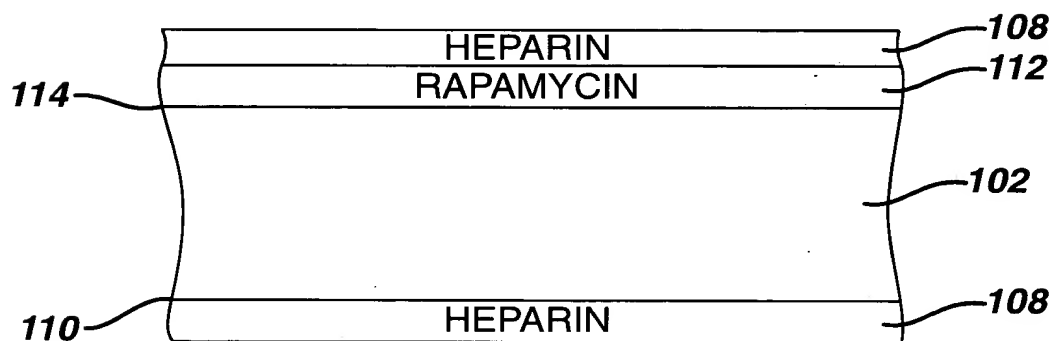 HEPARIN 108
RAPAMYCIN 112
114
102
110 HEPARIN 108